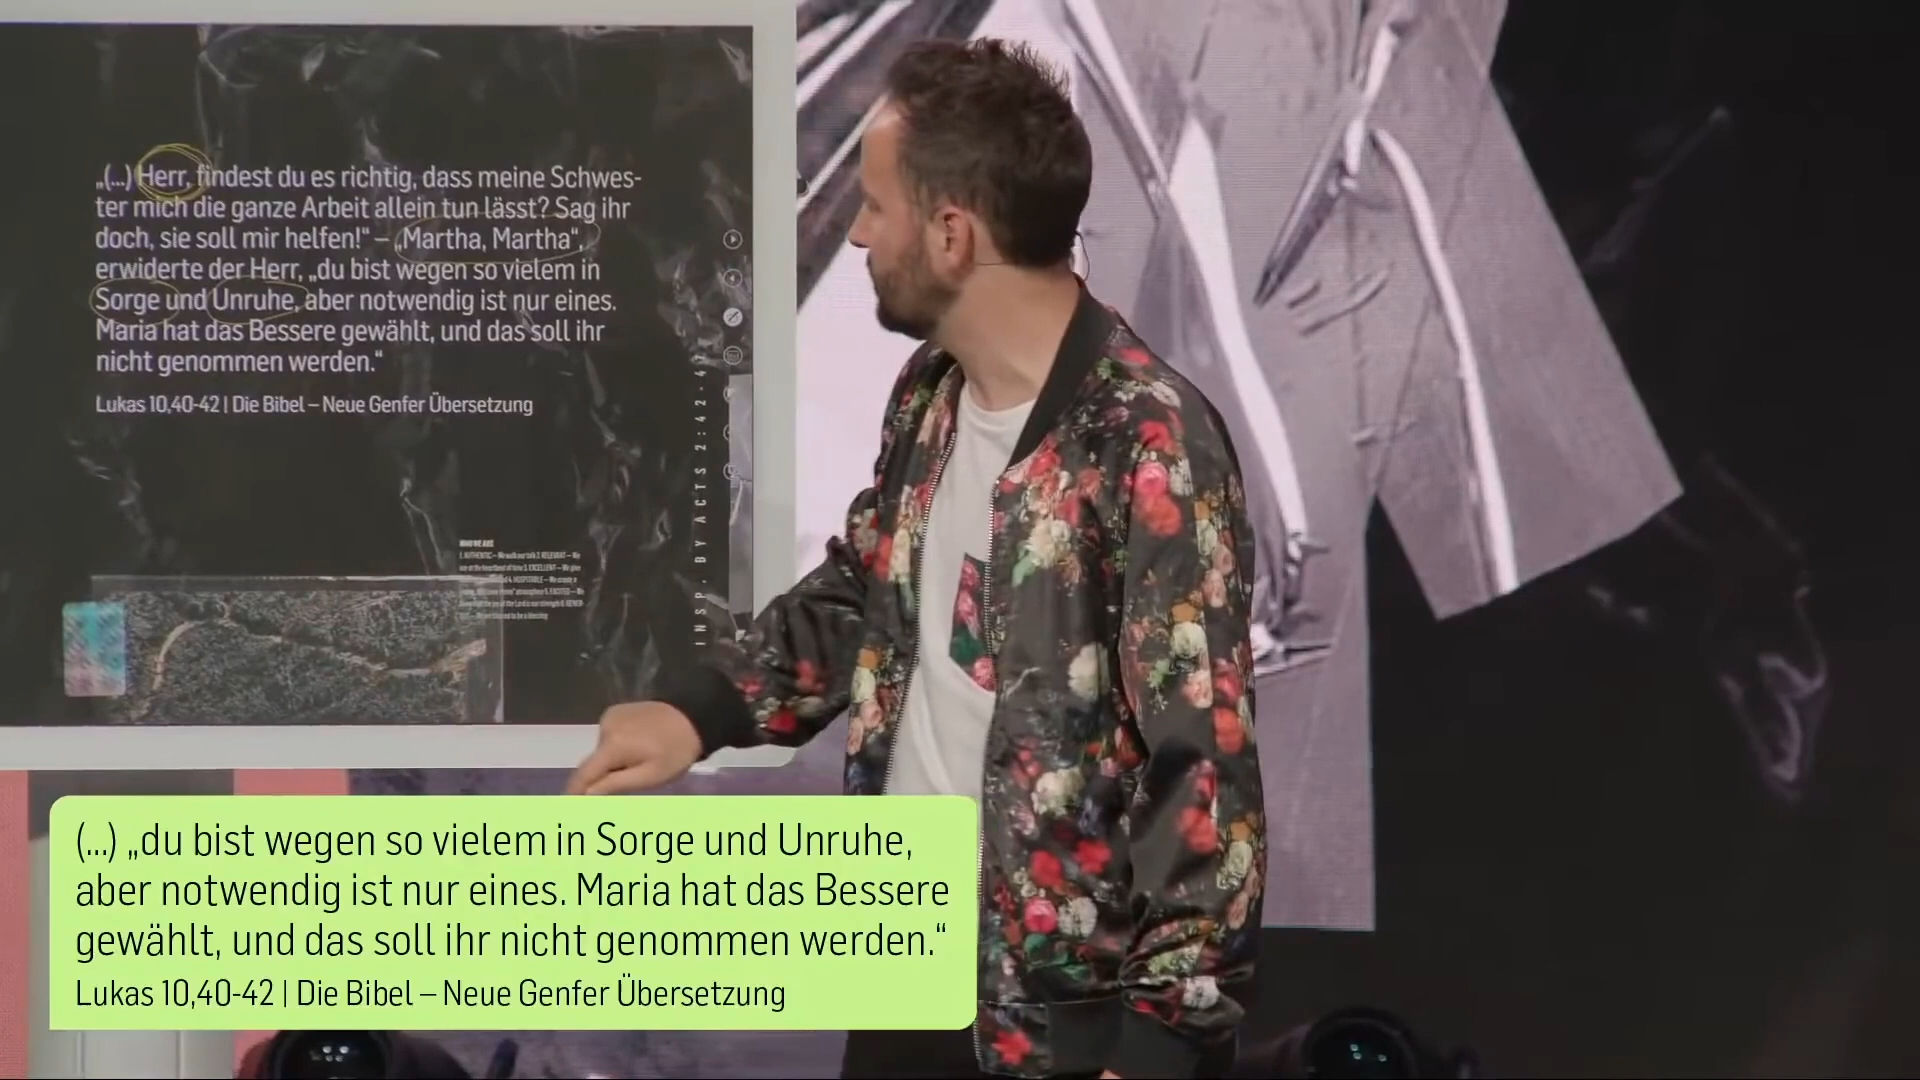 „(...) Herr, findest du es richtig, dass meine Schwes-
ter mich die ganze Arbeit allein tun lässt? Sag ihr
doch, sie soll mir helfen!“ – „Martha, Martha“,
erwiderte der Herr, „du bist wegen so vielem in
Sorge und Unruhe, aber notwendig ist nur eines.
Maria hat das Bessere gewählt, und das soll ihr
nicht genommen werden.“
Lukas 10,40-42 | Die Bibel – Neue Genfer Übersetzung
INSP. BY ACTS 2:42-4
WHO WE ARE
(...) „du bist wegen so vielem in Sorge und Unruhe,
aber notwendig ist nur eines. Maria hat das Bessere
gewählt, und das soll ihr nicht genommen werden.“
Lukas 10,40-42 | Die Bibel – Neue Genfer Übersetzung